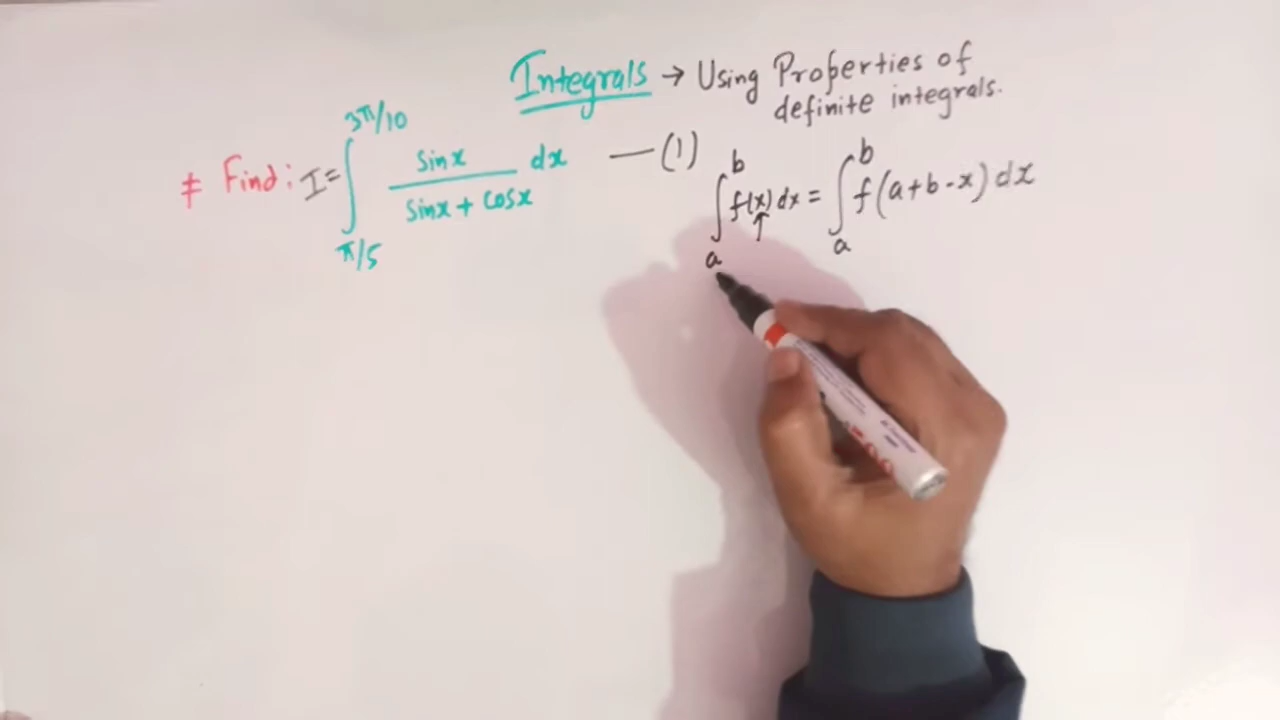 Integrals → Using Properties of
definite integrals.
≠ Find: I = ∫_{π/5}^{3π/10} sinx / (sinx + cosx) dx —(1)
∫_a^b f(x) dx = ∫_a^b f(a+b-x) dx